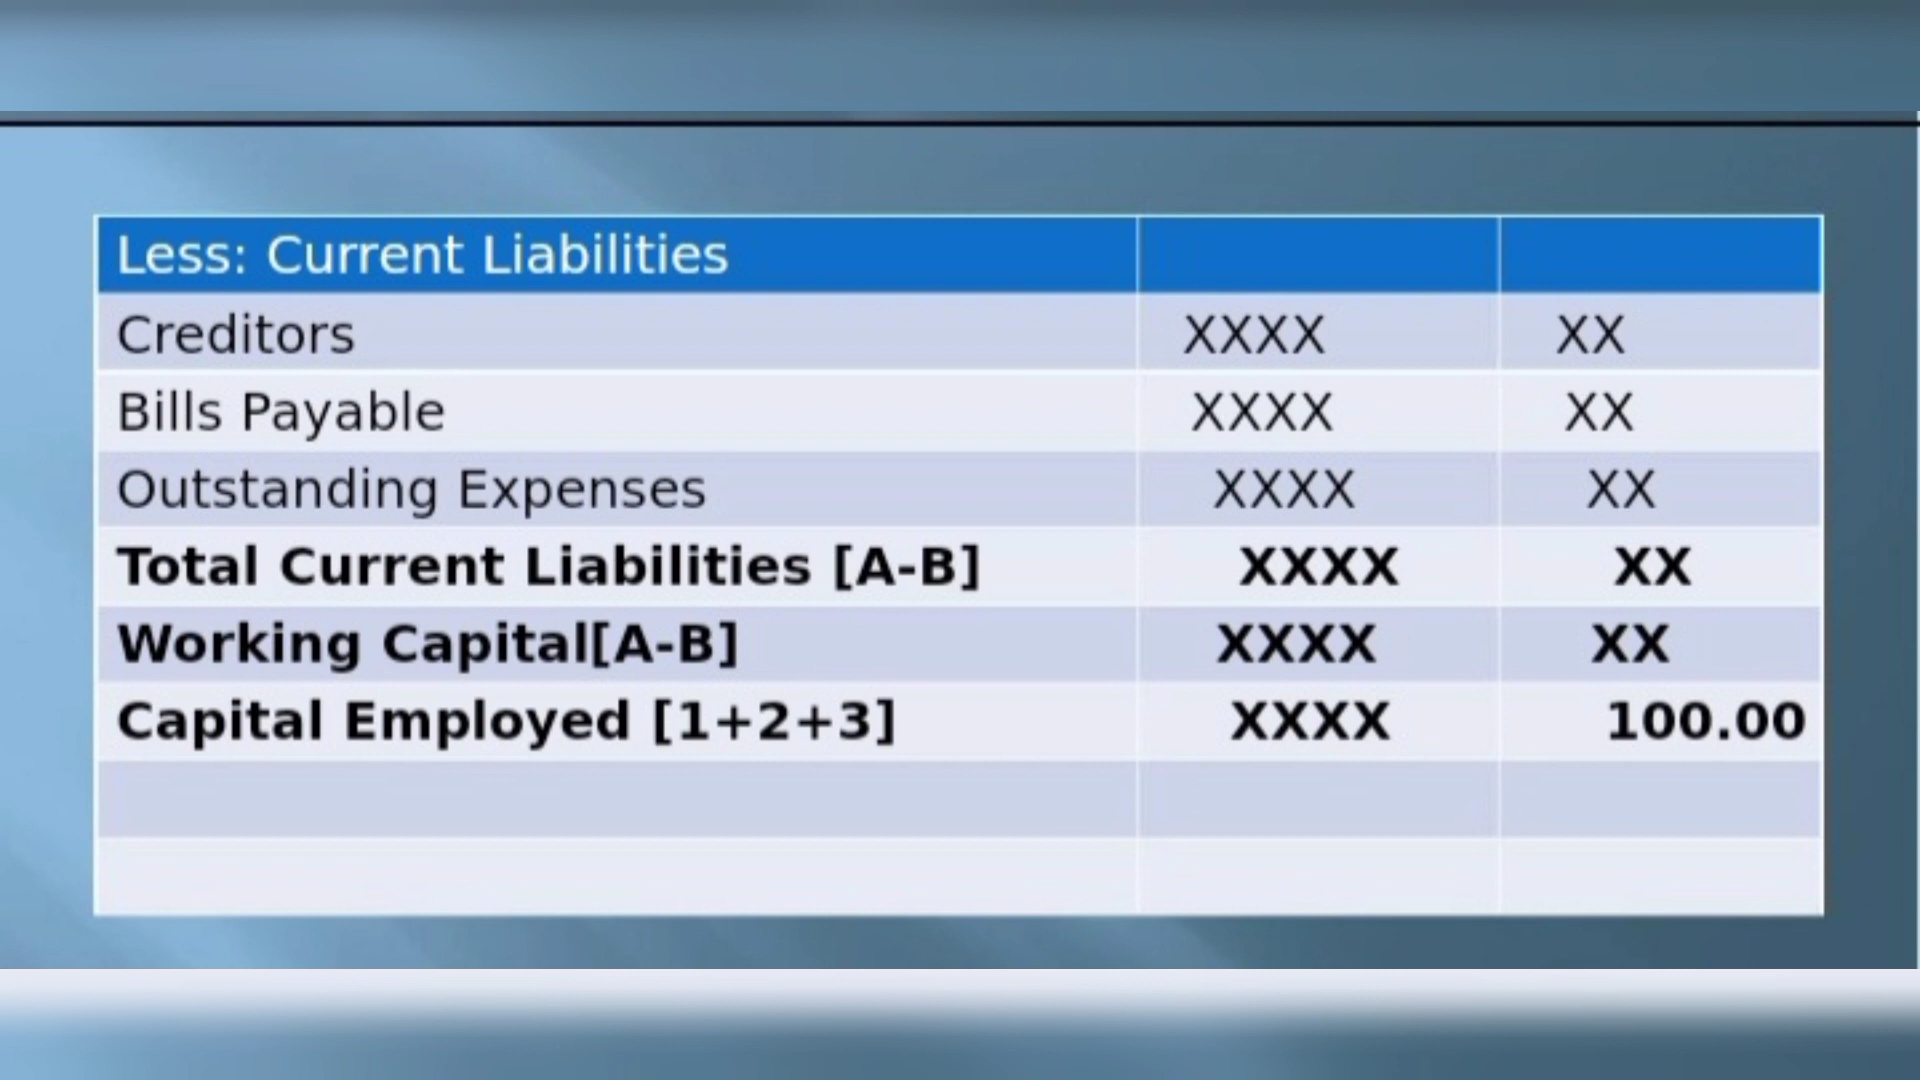 Less: Current Liabilities
Creditors XXXX XX
Bills Payable XXXX XX
Outstanding Expenses XXXX XX
Total Current Liabilities [A-B] XXXX XX
Working Capital[A-B] XXXX XX
Capital Employed [1+2+3] XXXX 100.00